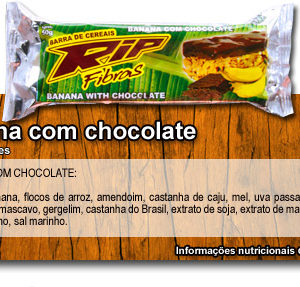 BARRA DE CEREAIS
BANANA COM CHOCOLATE
Rip
Fibras
BANANA WITH CHOCOLATE
na com chocolate
es
OM CHOCOLATE:
ana, flocos de arroz, amendoim, castanha de caju, mel, uva passa
mascavo, gergelim, castanha do Brasil, extrato de soja, extrato de ma
no, sal marinho.
Informações nutricionais